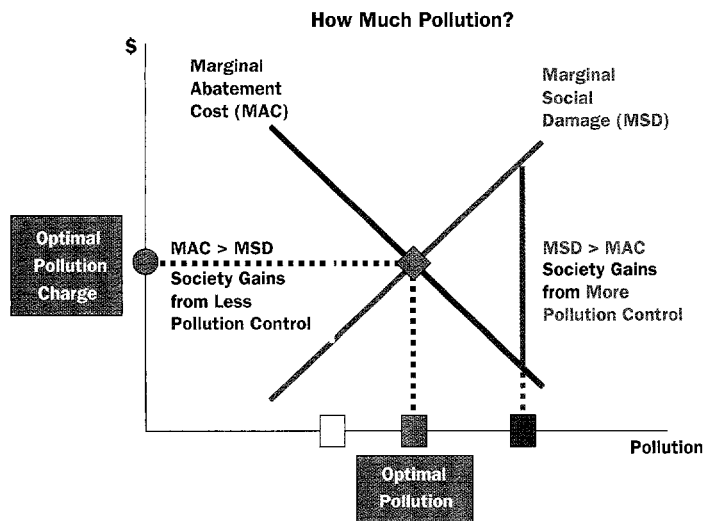 How Much Pollution?
$
Marginal
Abatement
Cost (MAC)
Marginal
Social
Damage (MSD)
Optimal
Pollution
Charge
MAC > MSD
Society Gains
from Less
Pollution Control
MSD > MAC
Society Gains
from More
Pollution Control
Pollution
Optimal
Pollution